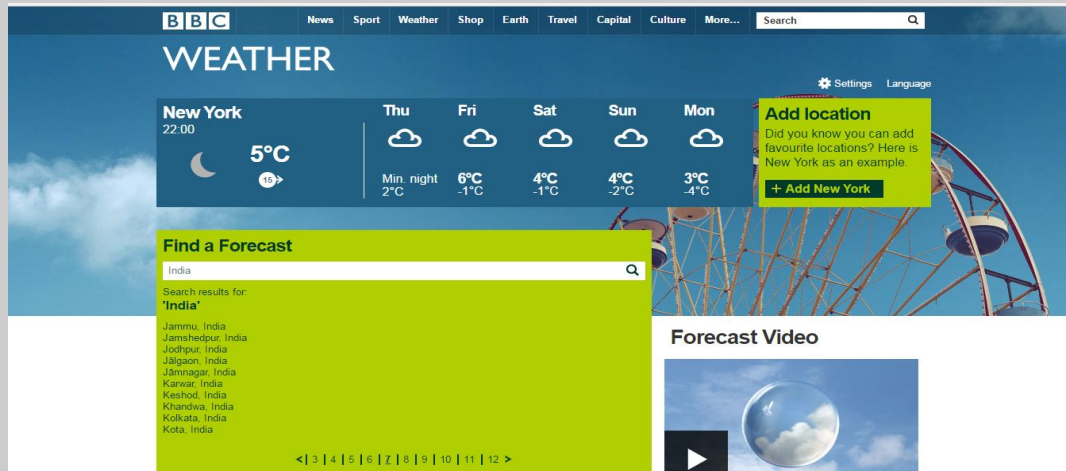 BBC News Sport Weather Shop Earth Travel Capital Culture More... Search
WEATHER
Settings Language
New York
22:00
5°C
15
Thu Fri Sat Sun Mon
Min. night
2°C
6°C 4°C 4°C 3°C
-1°C -1°C -2°C -4°C
Add location
Did you know you can add
favourite locations? Here is
New York as an example.
+ Add New York
Find a Forecast
India
Search results for:
'India'
Jammu, India
Jamshedpur, India
Jodhpur, India
Jālgaon, India
Jāmnagar, India
Karwar, India
Keshod, India
Khandwa, India
Kolkata, India
Kota, India
< | 3 | 4 | 5 | 6 | 7 | 8 | 9 | 10 | 11 | 12 >
Forecast Video